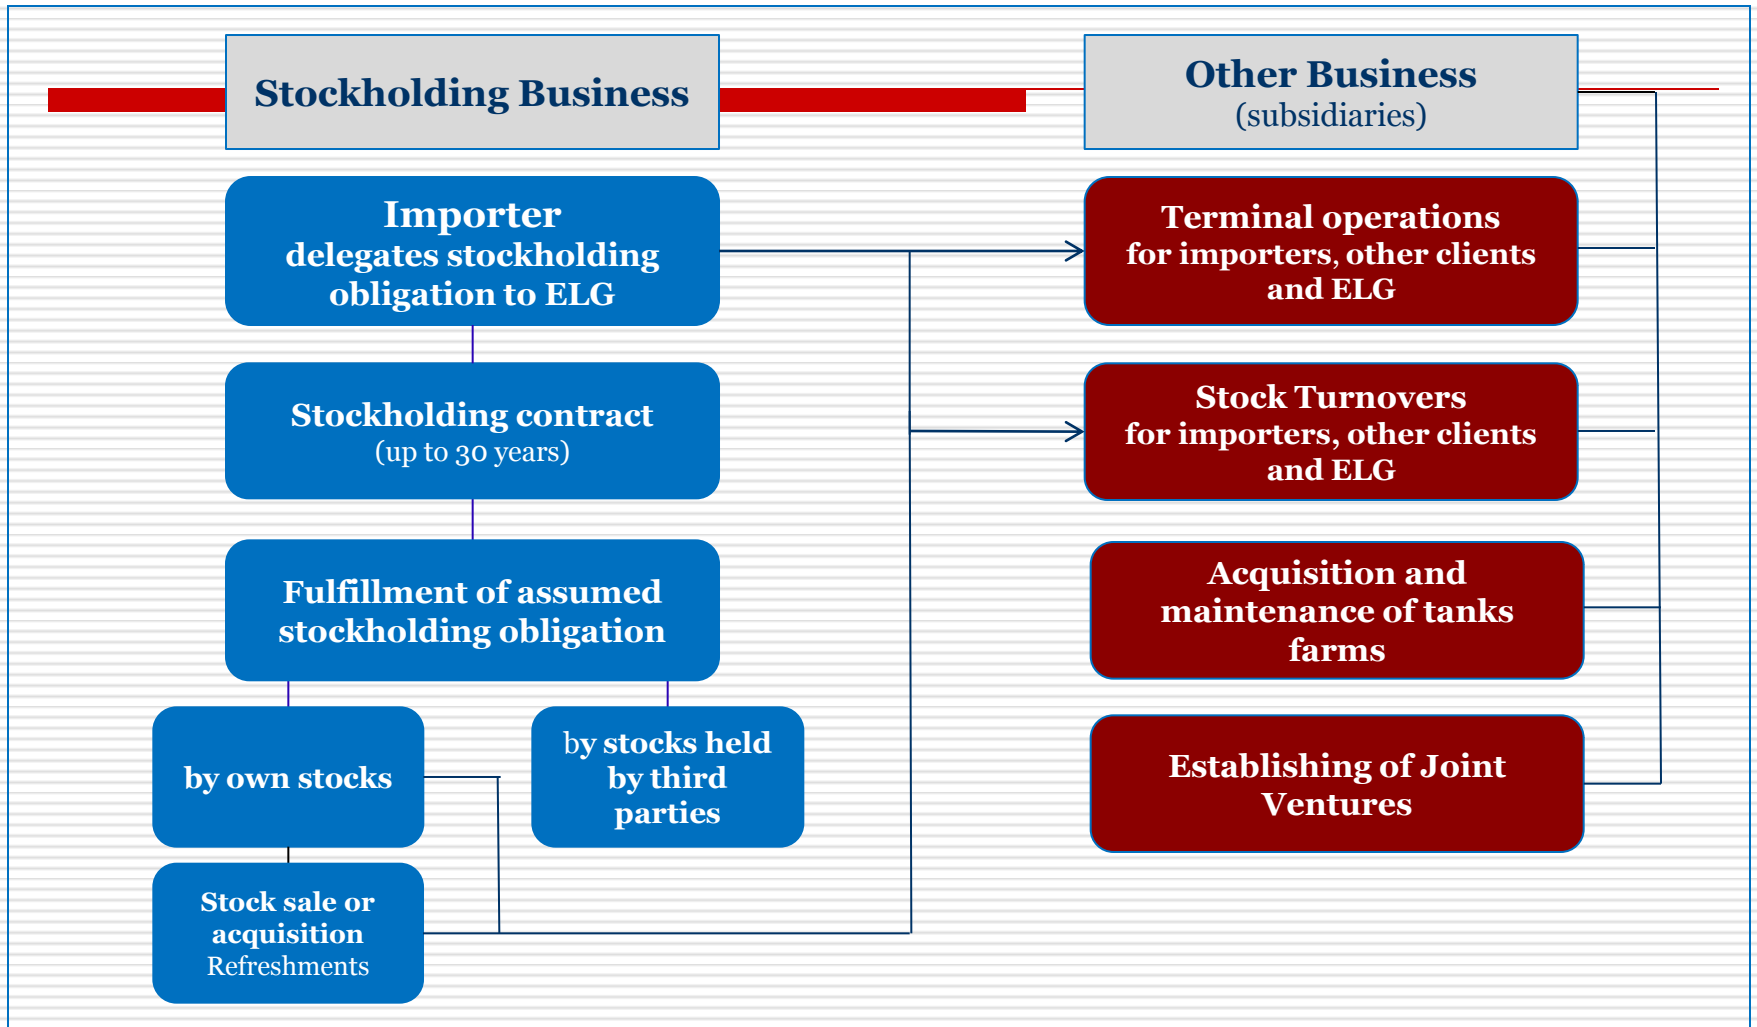 Stockholding Business
Importer
delegates stockholding
obligation to ELG
Stockholding contract
(up to 30 years)
Fulfillment of assumed
stockholding obligation
by own stocks
by stocks held
by third
parties
Stock sale or
acquisition
Refreshments
Other Business
(subsidiaries)
Terminal operations
for importers, other clients
and ELG
Stock Turnovers
for importers, other clients
and ELG
Acquisition and
maintenance of tanks
farms
Establishing of Joint
Ventures